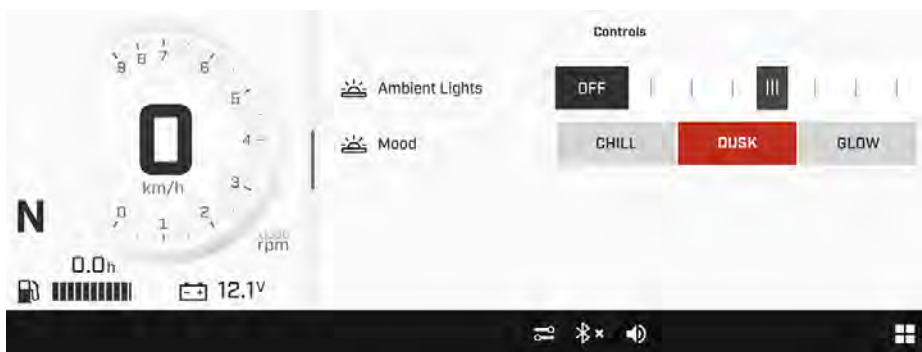 Controls
Ambient Lights
OFF
Mood
CHILL
DUSK
GLOW
9
8
7
6
5
4
3
2
1
0
0
km/h
N
rpm
0.0h
12.1V